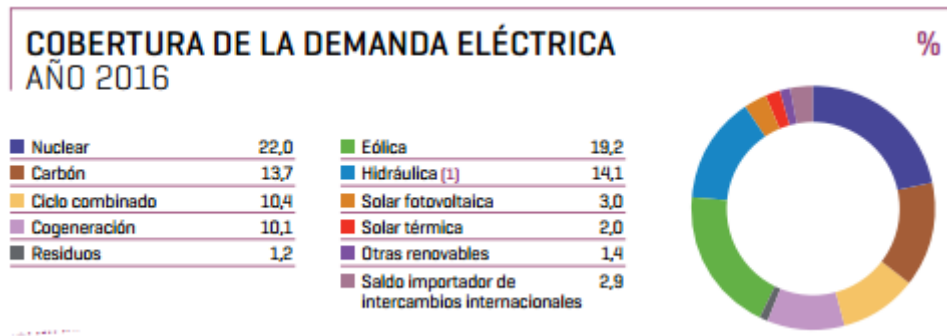 COBERTURA DE LA DEMANDA ELÉCTRICA
AÑO 2016
%
Nuclear 22,0
Carbón 13,7
Ciclo combinado 10,4
Cogeneración 10,1
Residuos 1,2
Eólica 19,2
Hidráulica (1) 14,1
Solar fotovoltaica 3,0
Solar térmica 2,0
Otras renovables 1,4
Saldo importador de
intercambios internacionales 2,9